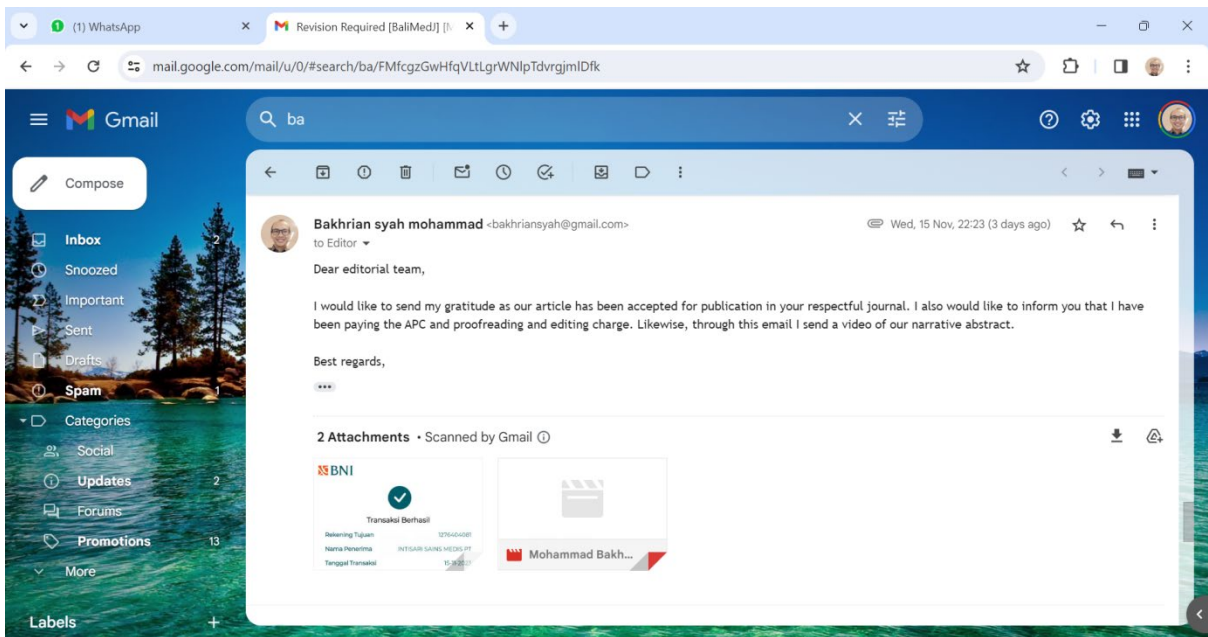 (1) WhatsApp
Revision Required [BaliMedJ] [
mail.google.com/mail/u/0/#search/ba/FMfcgzGwHfqVLtLgrWNlpTdvrgjmlDfk
Gmail
ba
Compose
Inbox 2
Snoozed
Important
Sent
Drafts
Spam 1
Categories
Social
Updates 2
Forums
Promotions 13
More
Labels
Bakhrian syah mohammad <bakhriansyah@gmail.com>
Wed, 15 Nov, 22:23 (3 days ago)
to Editor
Dear editorial team,
I would like to send my gratitude as our article has been accepted for publication in your respectful journal. I also would like to inform you that I have
been paying the APC and proofreading and editing charge. Likewise, through this email I send a video of our narrative abstract.
Best regards,
2 Attachments • Scanned by Gmail
BNI
Transaksi Berhasil
Rekening Tujuan
Nama Penerima INTISARI SAINS MEDIS PT
Tanggal Transaksi
Mohammad Bakh...